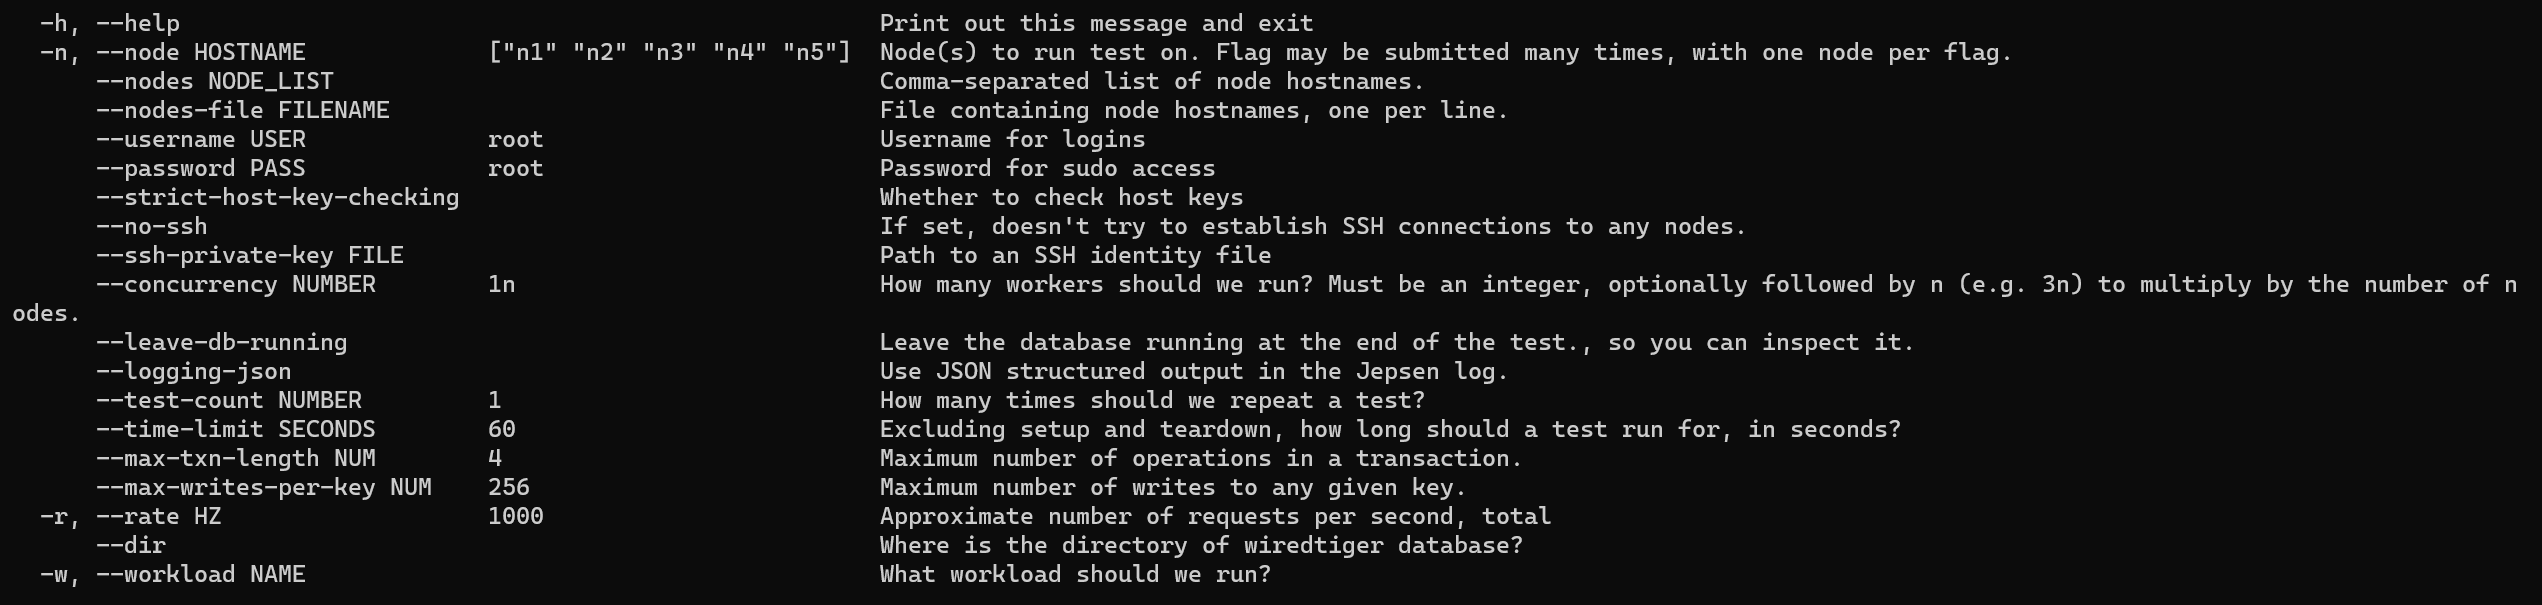 -h, --help Print out this message and exit
-n, --node HOSTNAME ["n1" "n2" "n3" "n4" "n5"] Node(s) to run test on. Flag may be submitted many times, with one node per flag.
--nodes NODE_LIST Comma-separated list of node hostnames.
--nodes-file FILENAME File containing node hostnames, one per line.
--username USER root Username for logins
--password PASS root Password for sudo access
--strict-host-key-checking Whether to check host keys
--no-ssh If set, doesn't try to establish SSH connections to any nodes.
--ssh-private-key FILE Path to an SSH identity file
--concurrency NUMBER 1n How many workers should we run? Must be an integer, optionally followed by n (e.g. 3n) to multiply by the number of n
odes.
--leave-db-running Leave the database running at the end of the test., so you can inspect it.
--logging-json Use JSON structured output in the Jepsen log.
--test-count NUMBER 1 How many times should we repeat a test?
--time-limit SECONDS 60 Excluding setup and teardown, how long should a test run for, in seconds?
--max-txn-length NUM 4 Maximum number of operations in a transaction.
--max-writes-per-key NUM 256 Maximum number of writes to any given key.
-r, --rate HZ 1000 Approximate number of requests per second, total
--dir Where is the directory of wiredtiger database?
-w, --workload NAME What workload should we run?